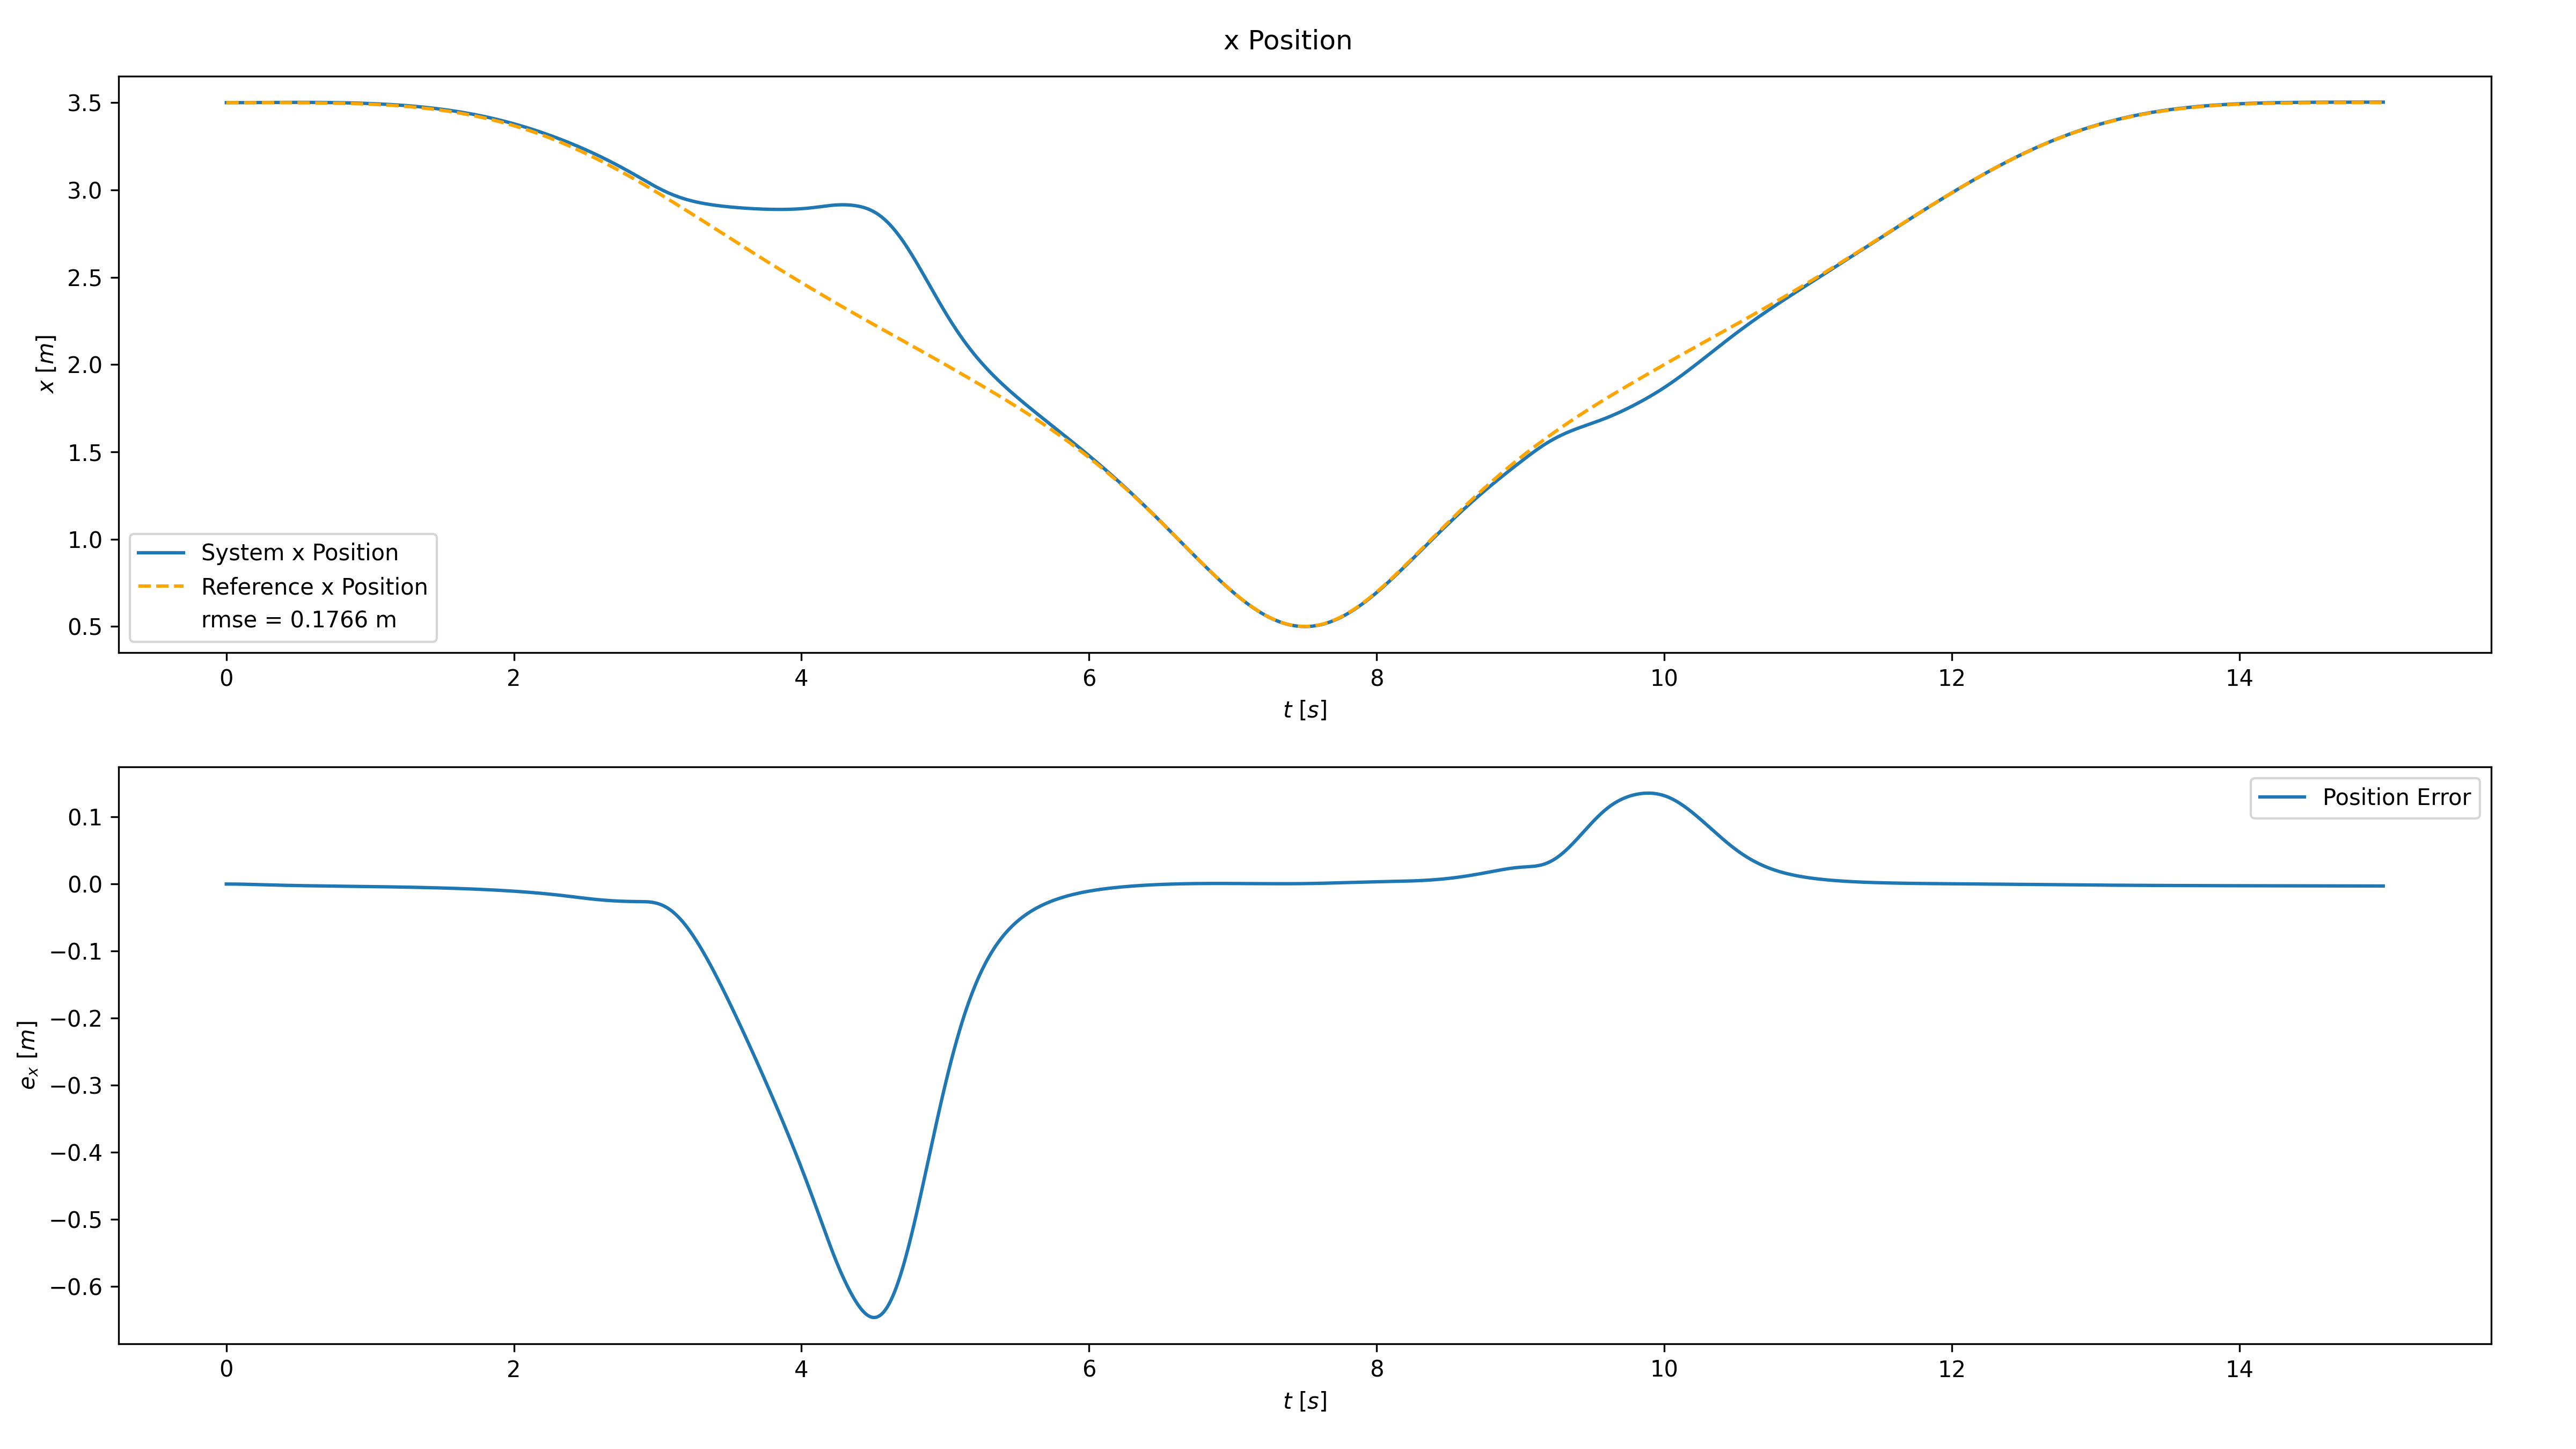 x Position
3.5
3.0
2.5
2.0
1.5
1.0
0.5
x [m]
System x Position
Reference x Position
rmse = 0.1766 m
0 2 4 6 8 10 12 14
t [s]
0.1
0.0
−0.1
−0.2
−0.3
−0.4
−0.5
−0.6
eₓ [m]
Position Error
0 2 4 6 8 10 12 14
t [s]